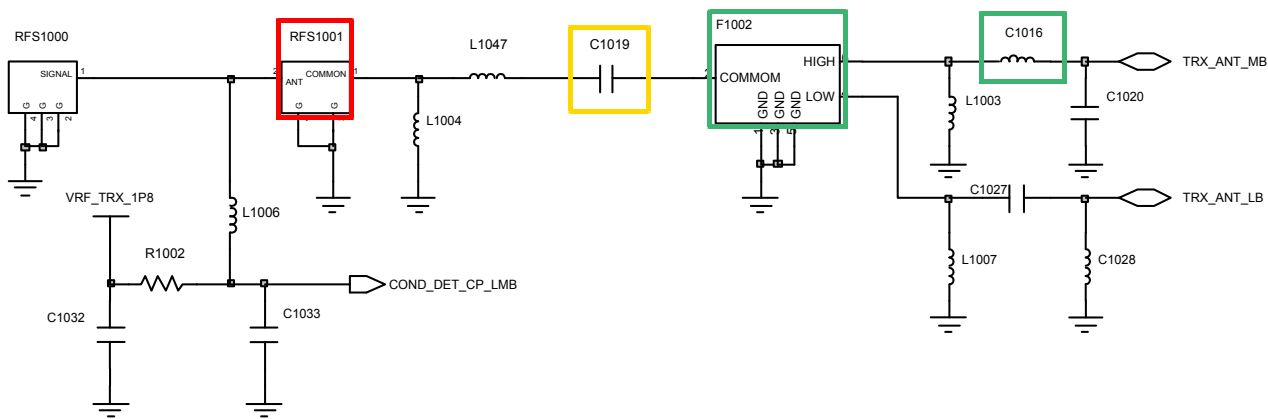 RFS1000
SIGNAL
1
G G G
4 3 2
RFS1001
2
ANT
COMMON
1
G G
L1047
C1019
L1004
F1002
COMMOM
HIGH
LOW
GND
GND
GND
1
3
5
C1016
TRX_ANT_MB
L1003
C1020
C1027
TRX_ANT_LB
L1007
C1028
VRF_TRX_1P8
L1006
R1002
COND_DET_CP_LMB
C1032
C1033